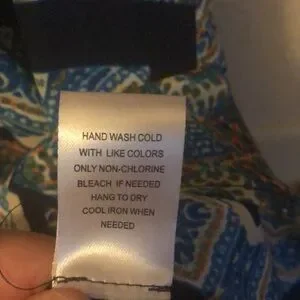 HAND WASH COLD
WITH LIKE COLORS
ONLY NON-CHLORINE
BLEACH IF NEEDED
HANG TO DRY
COOL IRON WHEN
NEEDED